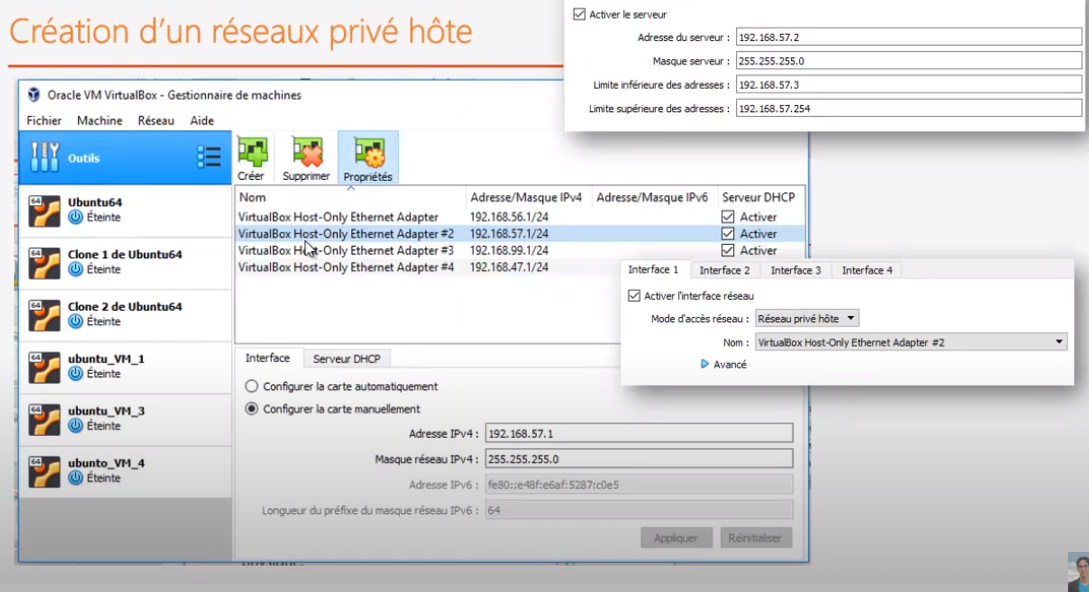 Création d'un réseaux privé hôte
Activer le serveur
Adresse du serveur : 192.168.57.2
Masque serveur : 255.255.255.0
Limite inférieure des adresses : 192.168.57.3
Limite supérieure des adresses : 192.168.57.254
Oracle VM VirtualBox - Gestionnaire de machines
Fichier Machine Réseau Aide
Outils
Créer Supprimer Propriétés
Ubuntu64
Éteinte
Clone 1 de Ubuntu64
Éteinte
Clone 2 de Ubuntu64
Éteinte
ubuntu_VM_1
Éteinte
ubuntu_VM_3
Éteinte
ubunto_VM_4
Éteinte
Nom Adresse/Masque IPv4 Adresse/Masque IPv6 Serveur DHCP
VirtualBox Host-Only Ethernet Adapter 192.168.56.1/24 Activer
VirtualBox Host-Only Ethernet Adapter #2 192.168.57.1/24 Activer
VirtualBox Host-Only Ethernet Adapter #3 192.168.99.1/24 Activer
VirtualBox Host-Only Ethernet Adapter #4 192.168.47.1/24
Interface 1 Interface 2 Interface 3 Interface 4
Activer l'interface réseau
Mode d'accès réseau : Réseau privé hôte
Nom : VirtualBox Host-Only Ethernet Adapter #2
Avancé
Interface Serveur DHCP
Configurer la carte automatiquement
Configurer la carte manuellement
Adresse IPv4 : 192.168.57.1
Masque réseau IPv4 : 255.255.255.0
Adresse IPv6 : fe80::e48f:e6af:5287:c0e5
Longueur du préfixe du masque réseau IPv6 : 64
Appliquer Réinitialiser